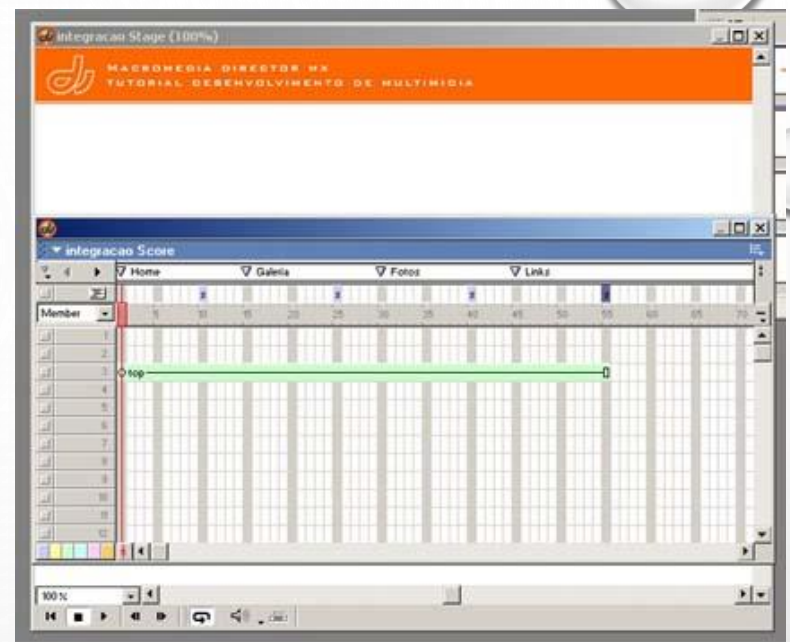 integracao Stage (100%)
MACROMEDIA DIRECTOR MX
TUTORIAL DESENVOLVIMENTO DE MULTIMIDIA
integracao Score
Home Galeria Fotos Links
Member 5 10 15 20 25 30 35 40 45 50 55 60 65 70
1
2
3 top
4
5
6
7
8
9
10
11
12
100%